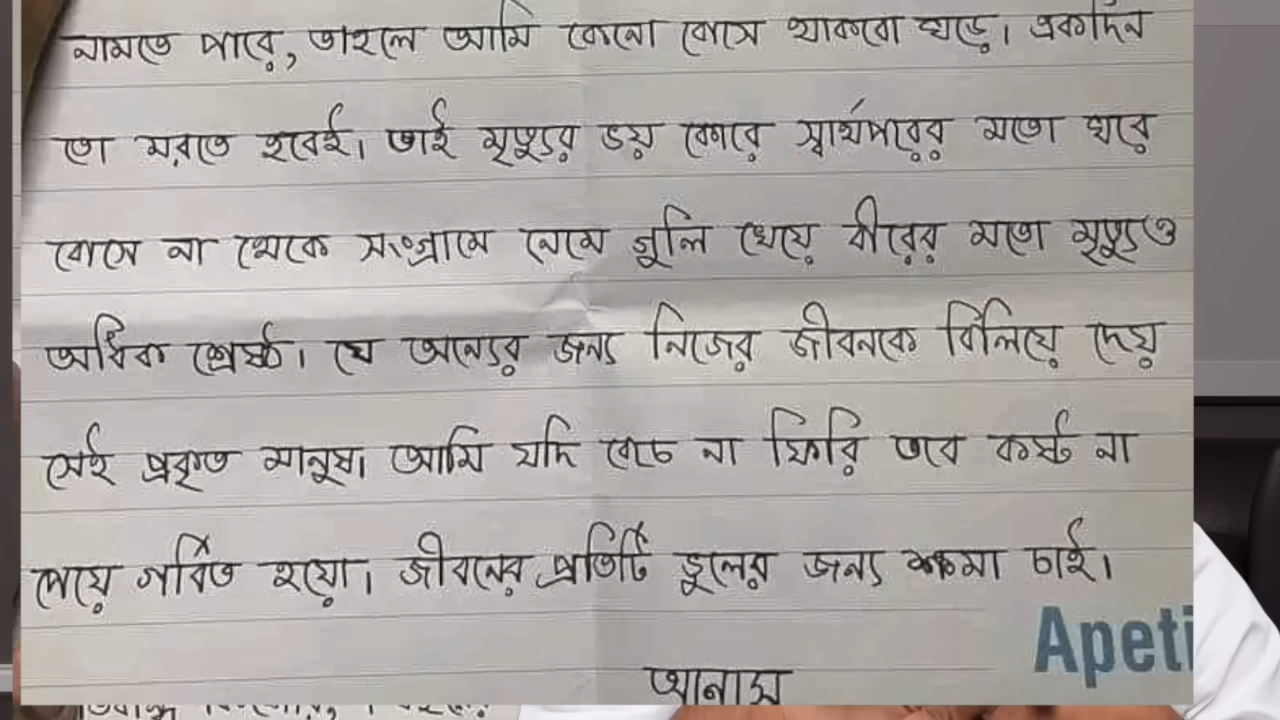 নামতে পারে, তাহলে আমি কেনো বোসে থাকবো ঘড়ে। একদিন
তো মরতে হবেই। তাই মৃত্যুর ভয় কোরে স্বার্থপরের মতো ঘরে
বোসে না থেকে সংগ্রামে নেমে গুলি খেয়ে বীরের মতো মৃত্যুও
অধিক শ্রেষ্ঠ। যে অন্যের জন্য নিজের জীবনকে বিলিয়ে দেয়
সেই প্রকৃত মানুষ। আমি যদি বেচে না ফিরি তবে কষ্ট না
পেয়ে গর্বিত হয়ো। জীবনের প্রতিটি ভুলের জন্য ক্ষমা চাই।
Apeti
আনাস